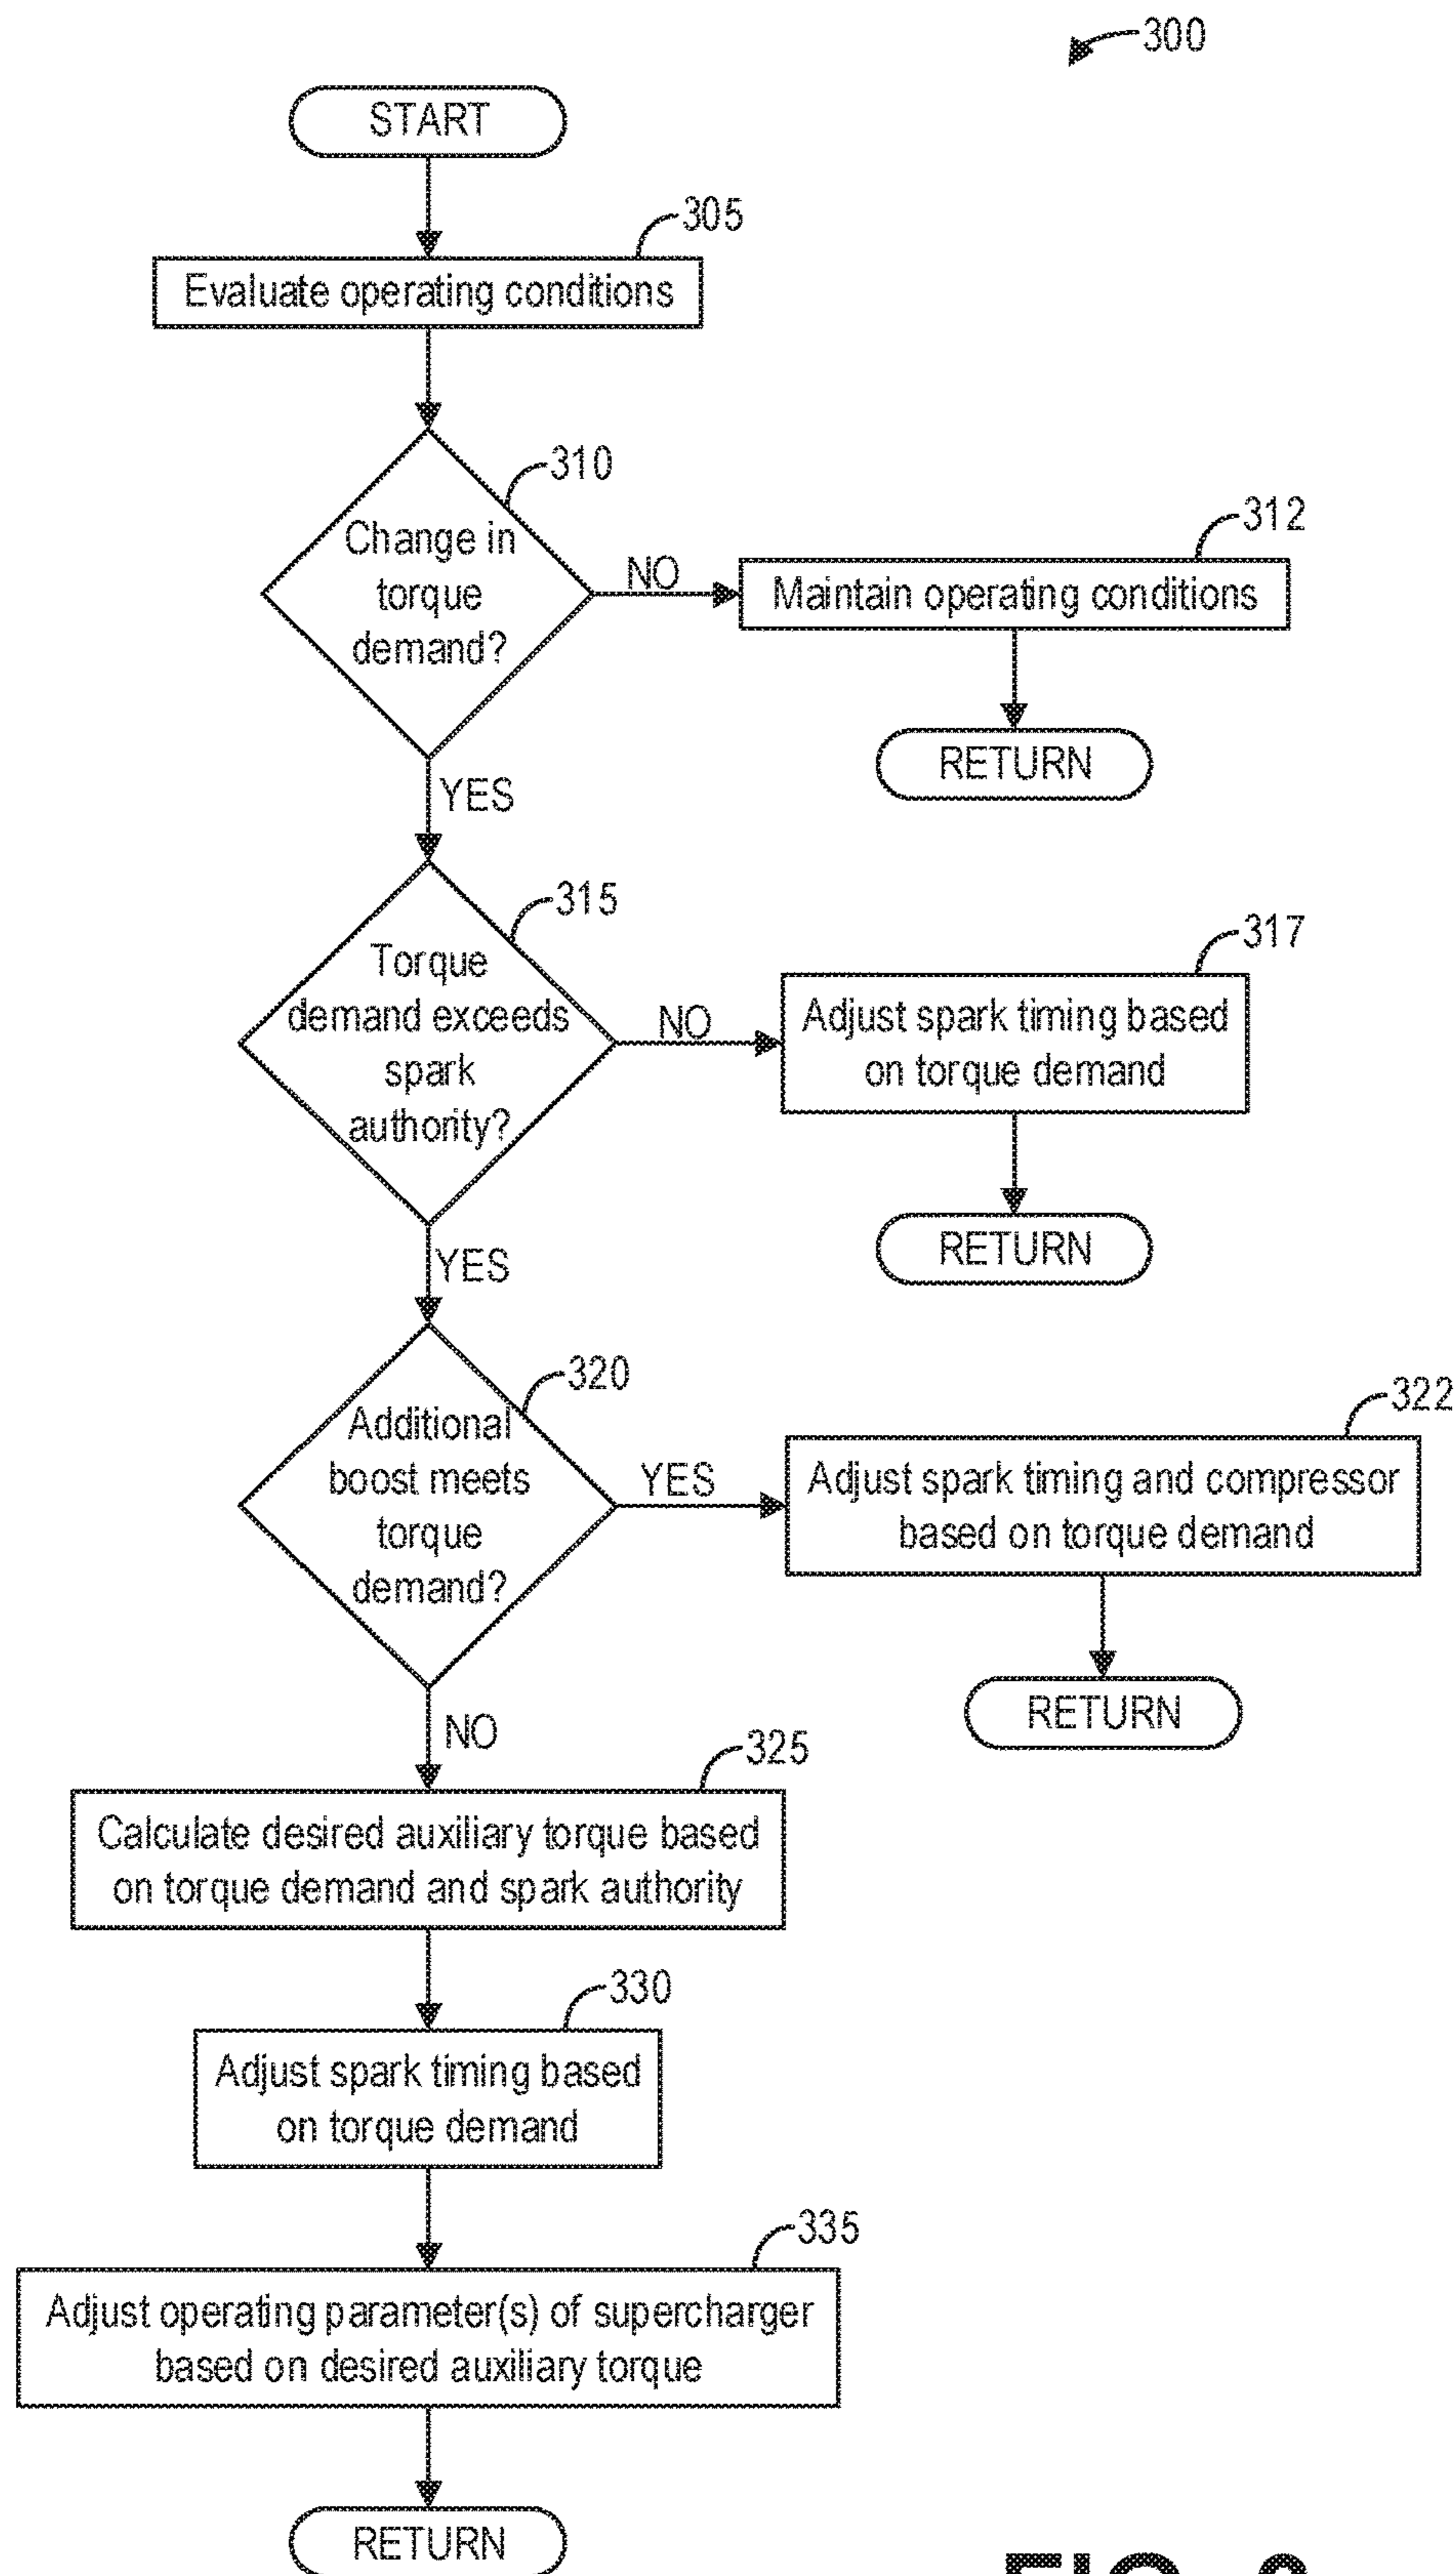 300
START
305
Evaluate operating conditions
310
Change in
torque
demand?
NO
312
Maintain operating conditions
RETURN
YES
315
Torque
demand exceeds
spark
authority?
NO
317
Adjust spark timing based
on torque demand
RETURN
YES
320
Additional
boost meets
torque
demand?
YES
322
Adjust spark timing and compressor
based on torque demand
RETURN
NO
325
Calculate desired auxiliary torque based
on torque demand and spark authority
330
Adjust spark timing based
on torque demand
335
Adjust operating parameter(s) of supercharger
based on desired auxiliary torque
RETURN
FIG.